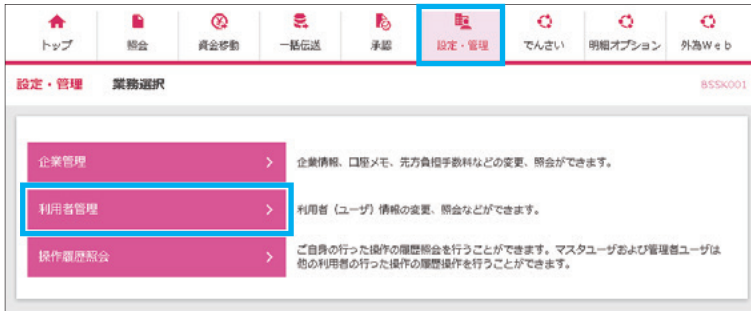 トップ
照会
資金移動
一括伝送
承認
設定・管理
でんさい
明細オプション
外為Web
設定・管理 業務選択
BSSK001
企業管理
企業情報、口座メモ、先方負担手数料などの変更、照会ができます。
利用者管理
利用者（ユーザ）情報の変更、照会などができます。
操作履歴照会
ご自身の行った操作の履歴照会を行うことができます。マスタユーザおよび管理者ユーザは
他の利用者の行った操作の履歴操作を行うことができます。